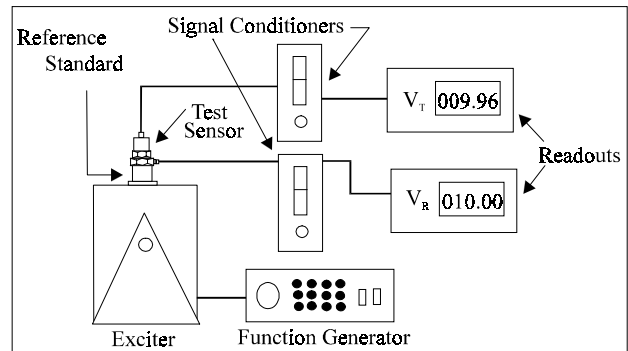 Signal Conditioners
Reference
Standard
Test
Sensor
V_T 009.96
Readouts
V_R 010.00
Exciter
Function Generator